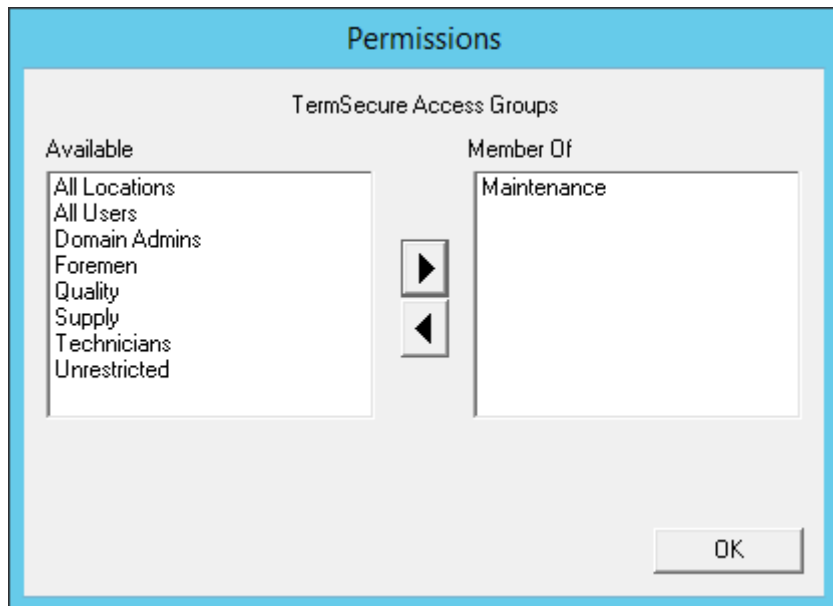 Permissions
TermSecure Access Groups
Available
All Locations
All Users
Domain Admins
Foremen
Quality
Supply
Technicians
Unrestricted
Member Of
Maintenance
OK